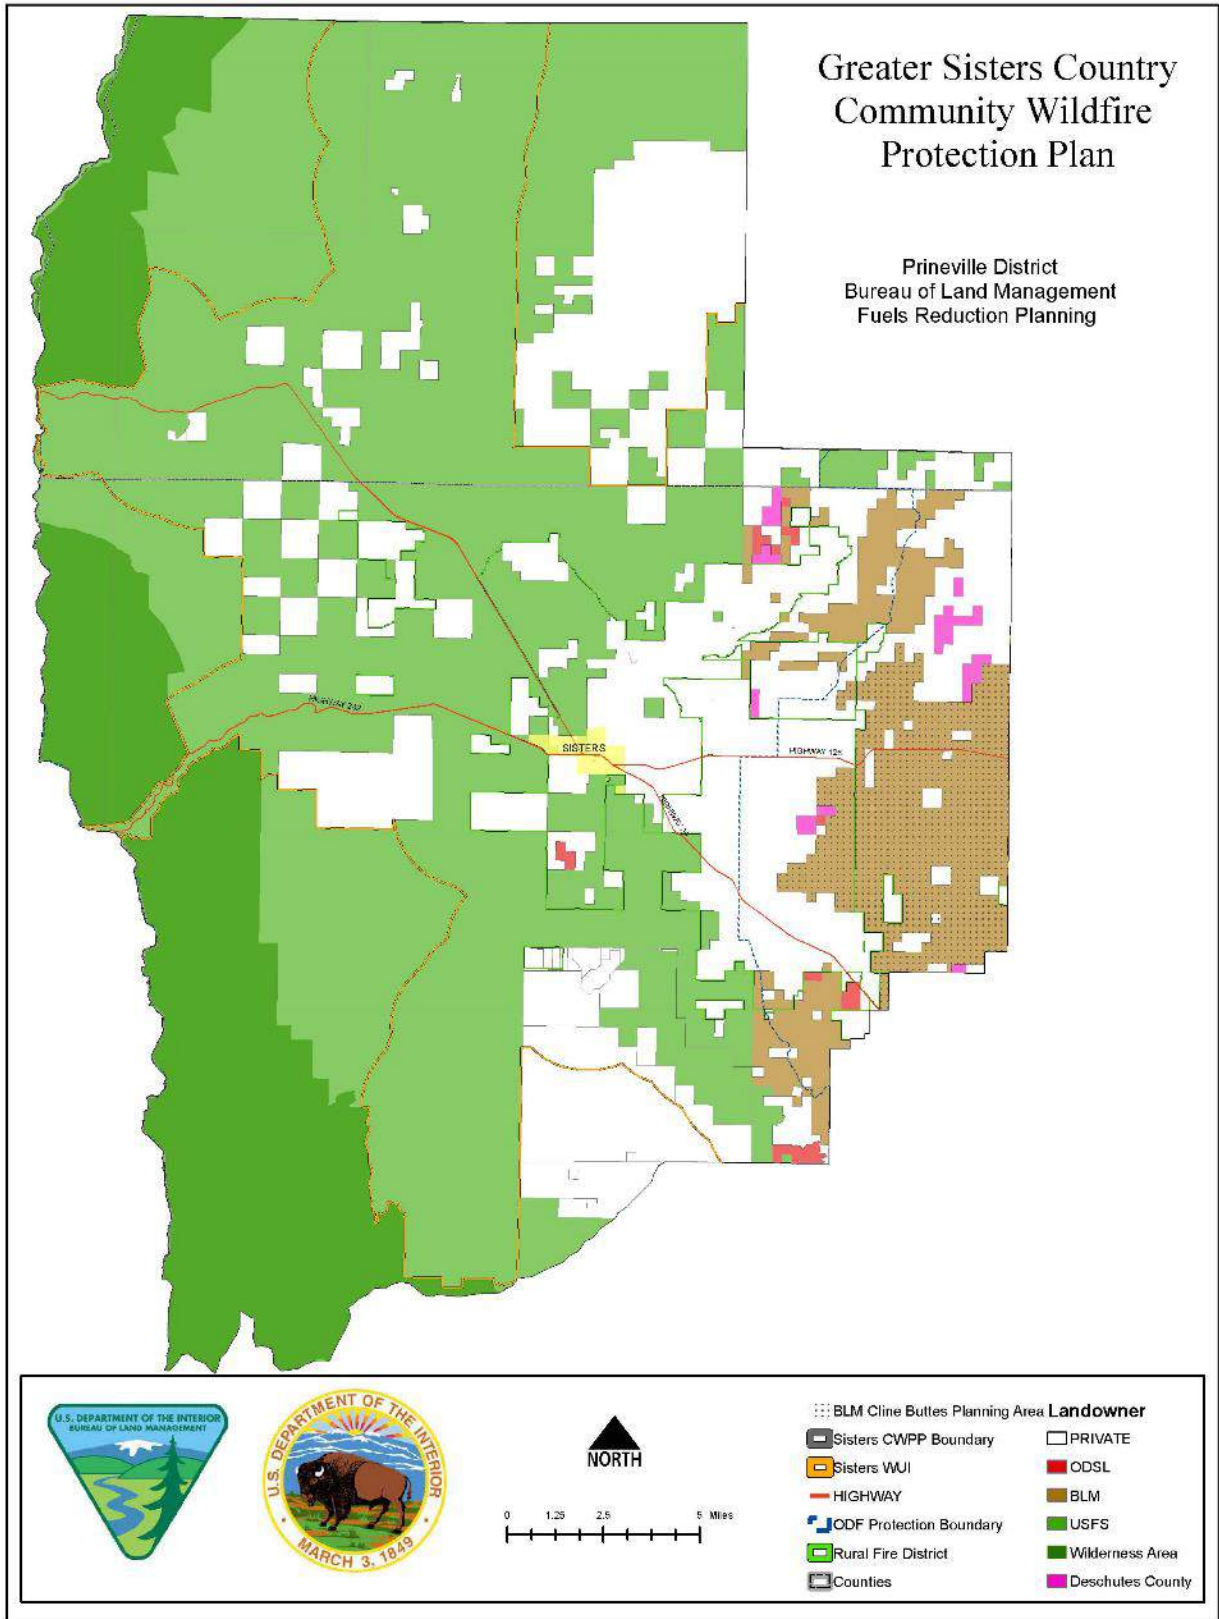 Greater Sisters Country
Community Wildfire
Protection Plan
Prineville District
Bureau of Land Management
Fuels Reduction Planning
HIGHWAY 242
SISTERS
HIGHWAY 126
U.S. DEPARTMENT OF THE INTERIOR
BUREAU OF LAND MANAGEMENT
U.S. DEPARTMENT OF THE INTERIOR
MARCH 3, 1849
NORTH
0 1.25 2.5 5 Miles
BLM Cline Buttes Planning Area
Sisters CWPP Boundary
Sisters WUI
HIGHWAY
ODF Protection Boundary
Rural Fire District
Counties
Landowner
PRIVATE
ODSL
BLM
USFS
Wilderness Area
Deschutes County